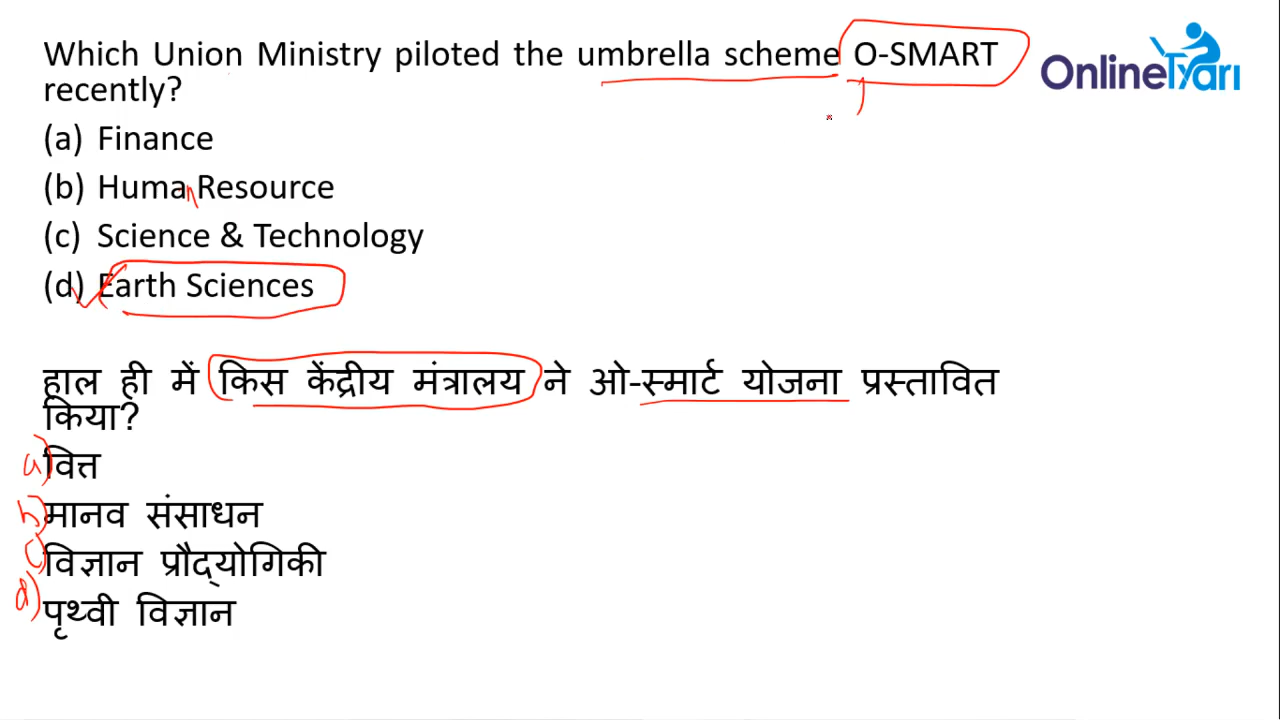 Which Union Ministry piloted the umbrella scheme O-SMART
recently?
(a) Finance
(b) Human Resource
(c) Science & Technology
(d) Earth Sciences
हाल ही में किस केंद्रीय मंत्रालय ने ओ-स्मार्ट योजना प्रस्तावित
किया?
a) वित्त
b) मानव संसाधन
c) विज्ञान प्रौद्योगिकी
d) पृथ्वी विज्ञान
OnlineTyari